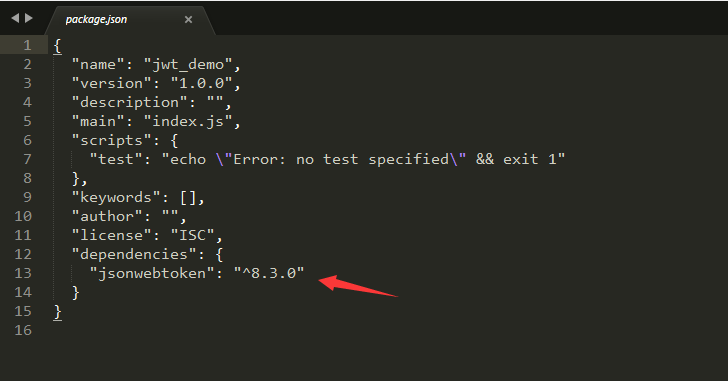 package.json
1 {
2 "name": "jwt_demo",
3 "version": "1.0.0",
4 "description": "",
5 "main": "index.js",
6 "scripts": {
7 "test": "echo \"Error: no test specified\" && exit 1"
8 },
9 "keywords": [],
10 "author": "",
11 "license": "ISC",
12 "dependencies": {
13 "jsonwebtoken": "^8.3.0"
14 }
15 }
16